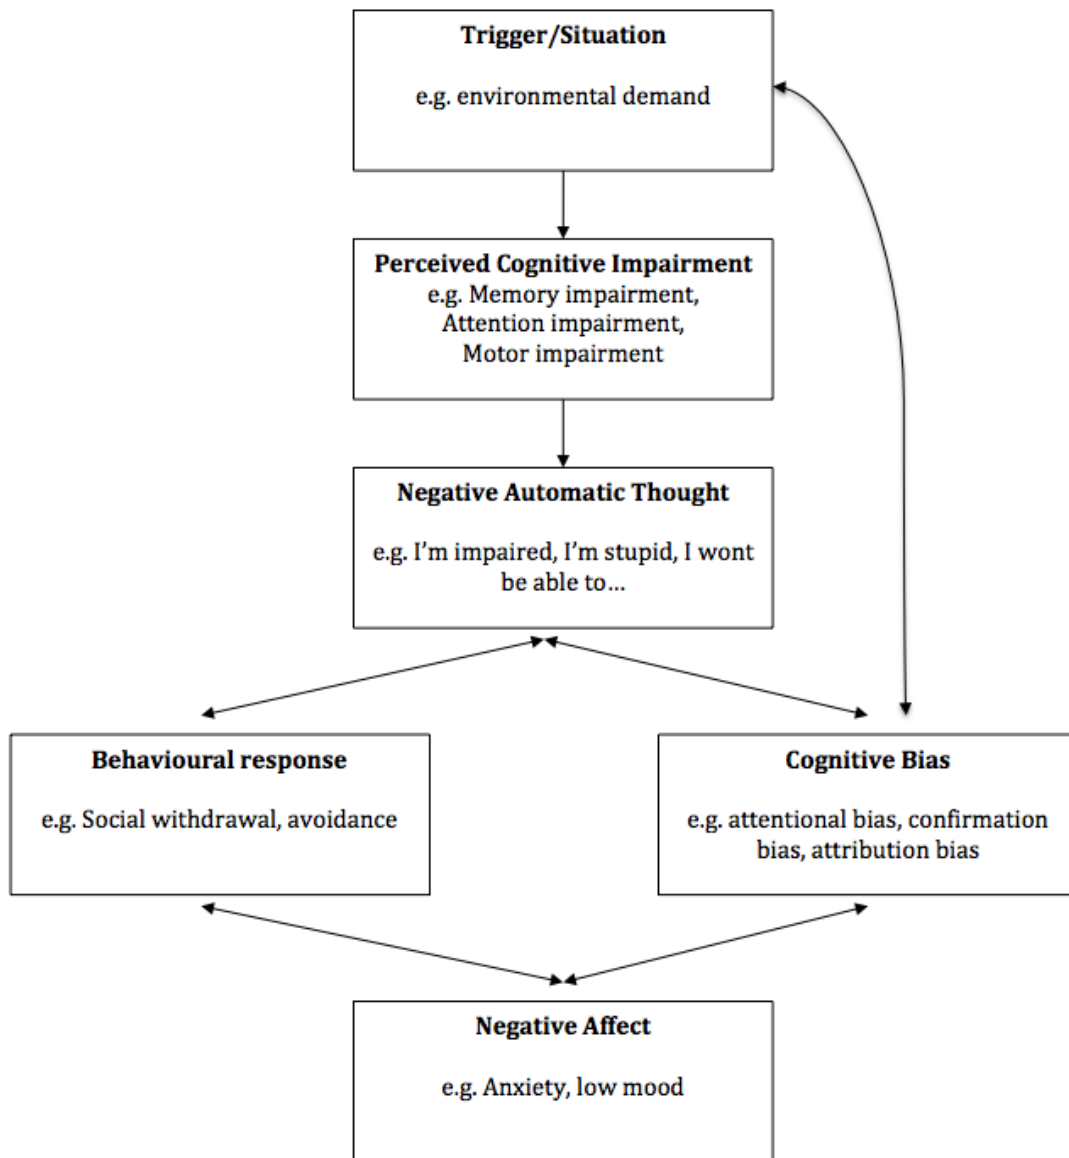 Trigger/Situation
e.g. environmental demand
Perceived Cognitive Impairment
e.g. Memory impairment,
Attention impairment,
Motor impairment
Negative Automatic Thought
e.g. I’m impaired, I’m stupid, I wont
be able to…
Behavioural response
e.g. Social withdrawal, avoidance
Cognitive Bias
e.g. attentional bias, confirmation
bias, attribution bias
Negative Affect
e.g. Anxiety, low mood